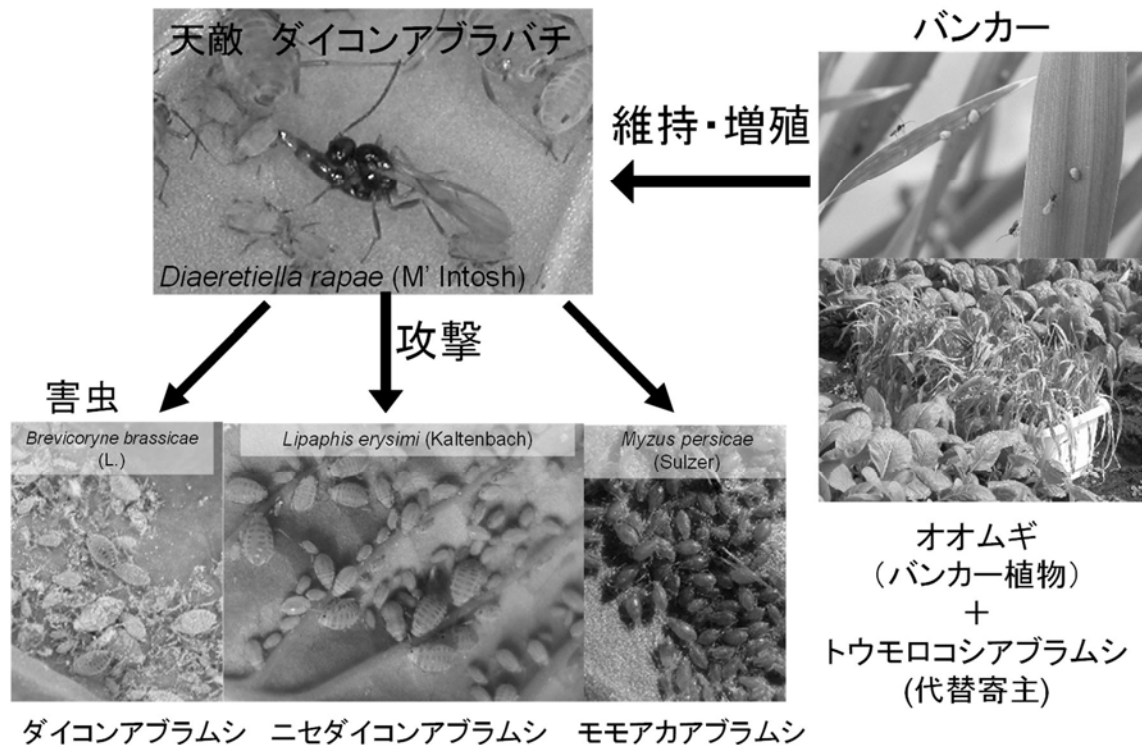 天敵 ダイコンアブラバチ
Diaeretiella rapae (M' Intosh)
バンカー
維持・増殖
攻撃
害虫
Brevicoryne brassicae
(L.)
Lipaphis erysimi (Kaltenbach)
Myzus persicae
(Sulzer)
ダイコンアブラムシ
ニセダイコンアブラムシ
モモアカアブラムシ
オオムギ
(バンカー植物)
+
トウモロコシアブラムシ
(代替寄主)